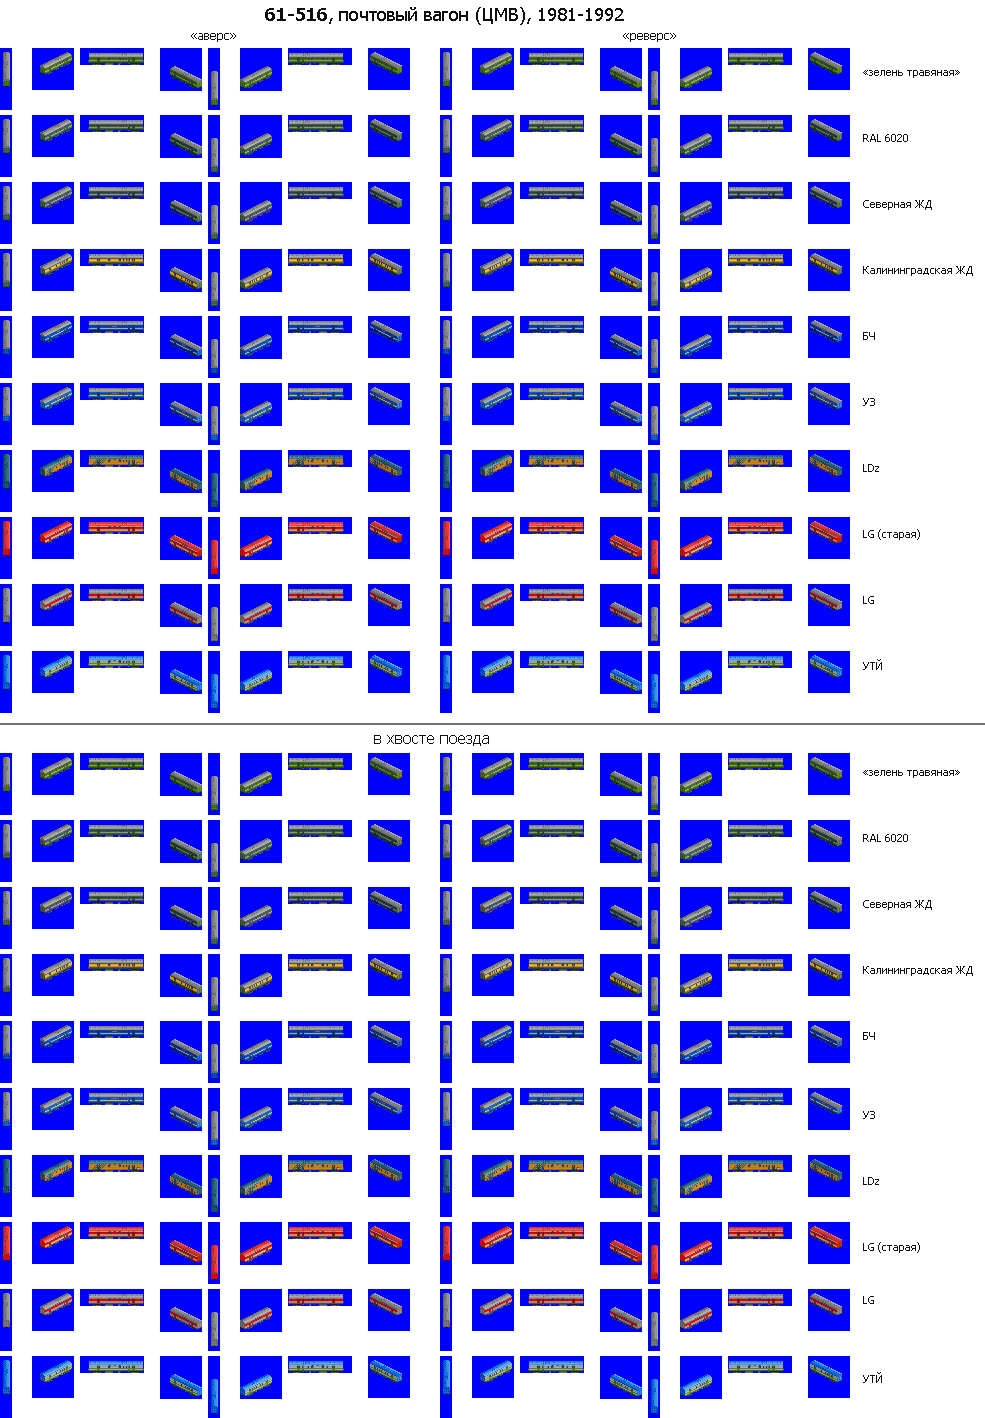 61-516, почтовый вагон (ЦМВ), 1981-1992
«аверс» «реверс»
«зелень травяная»
RAL 6020
Северная ЖД
Калининградская ЖД
БЧ
УЗ
LDz
LG (старая)
LG
УТЙ
в хвосте поезда
«зелень травяная»
RAL 6020
Северная ЖД
Калининградская ЖД
БЧ
УЗ
LDz
LG (старая)
LG
УТЙ